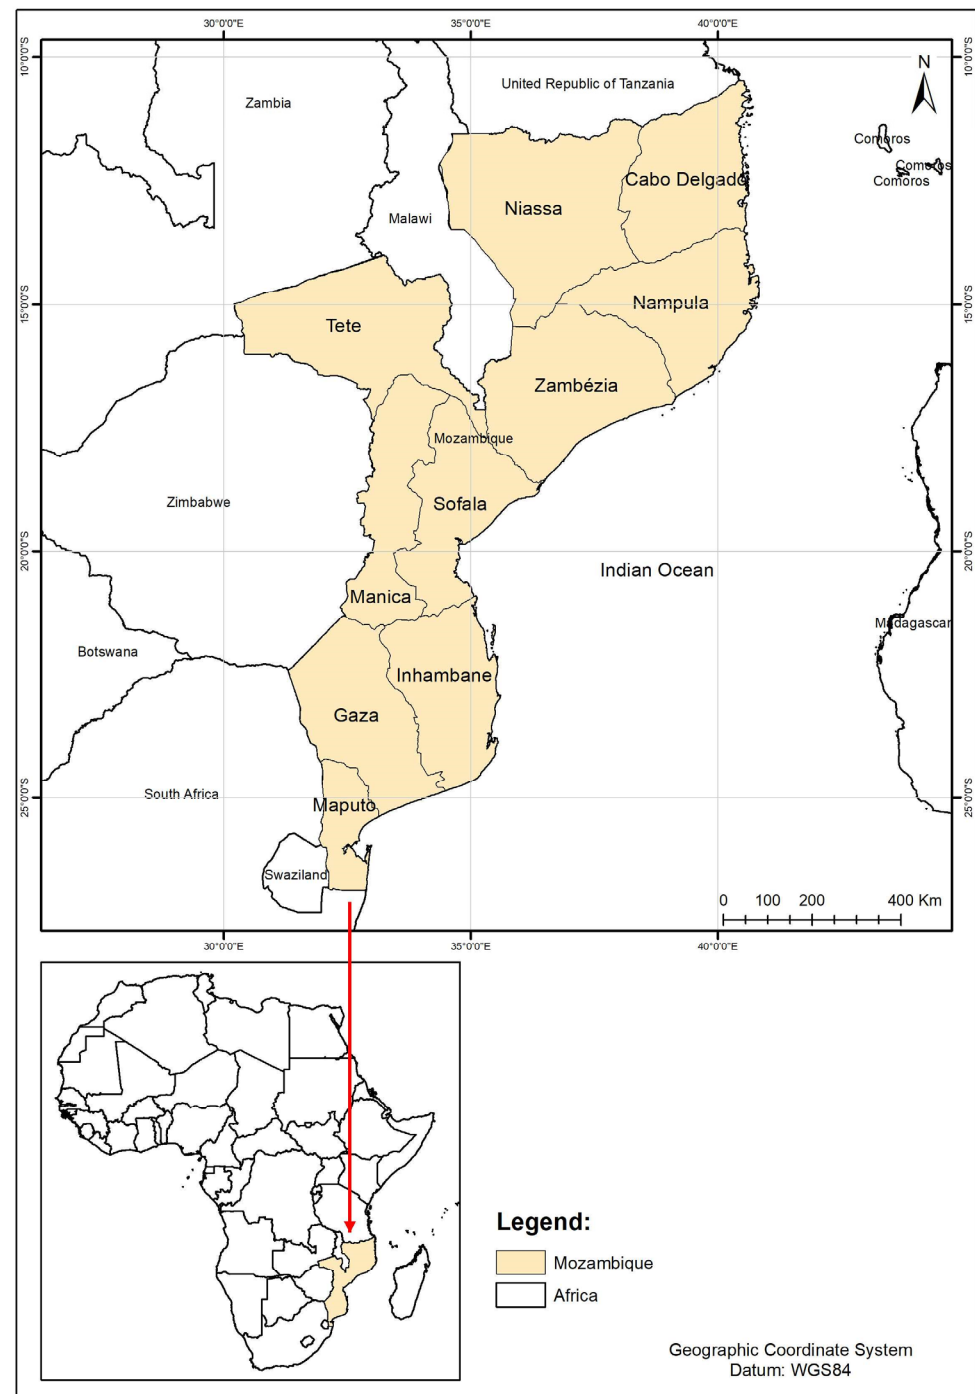 30°0'0"E 35°0'0"E 40°0'0"E
10°0'0"S
10°0'0"S
N
United Republic of Tanzania
Zambia
Comoros
Comoros
Comoros
Cabo Delgado
Niassa
Malawi
Nampula
15°0'0"S
15°0'0"S
Tete
Zambézia
Mozambique
Zimbabwe
Sofala
20°0'0"S
20°0'0"S
Indian Ocean
Manica
Madagascar
Botswana
Inhambane
Gaza
South Africa
Maputo
25°0'0"S
25°0'0"S
Swaziland
0 100 200 400 Km
30°0'0"E 35°0'0"E 40°0'0"E
Legend:
Mozambique
Africa
Geographic Coordinate System
Datum: WGS84